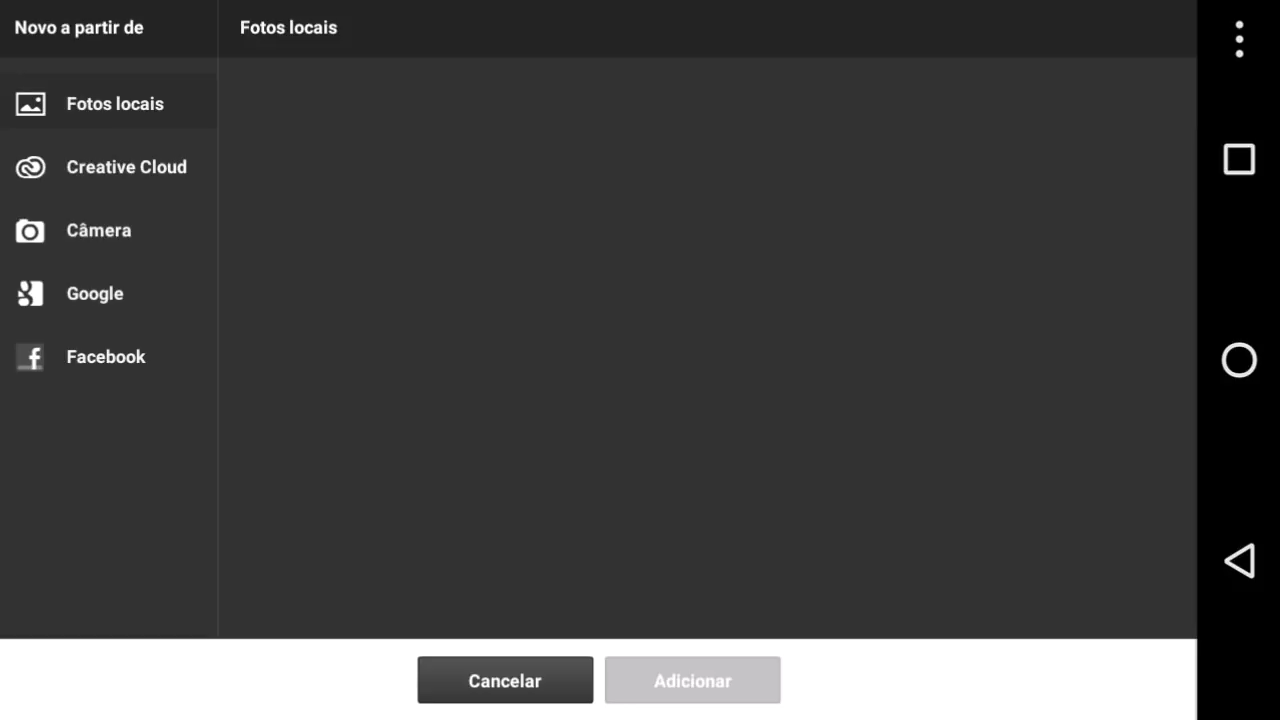 Novo a partir de
Fotos locais
Fotos locais
Creative Cloud
Câmera
Google
Facebook
Cancelar
Adicionar